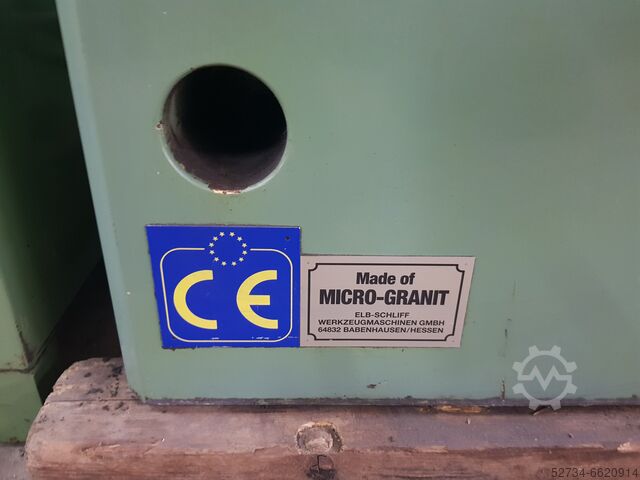 CE
Made of
MICRO-GRANIT
ELB-SCHLIFF
WERKZEUGMASCHINEN GMBH
64832 BABENHAUSEN/HESSEN
52734-6620914